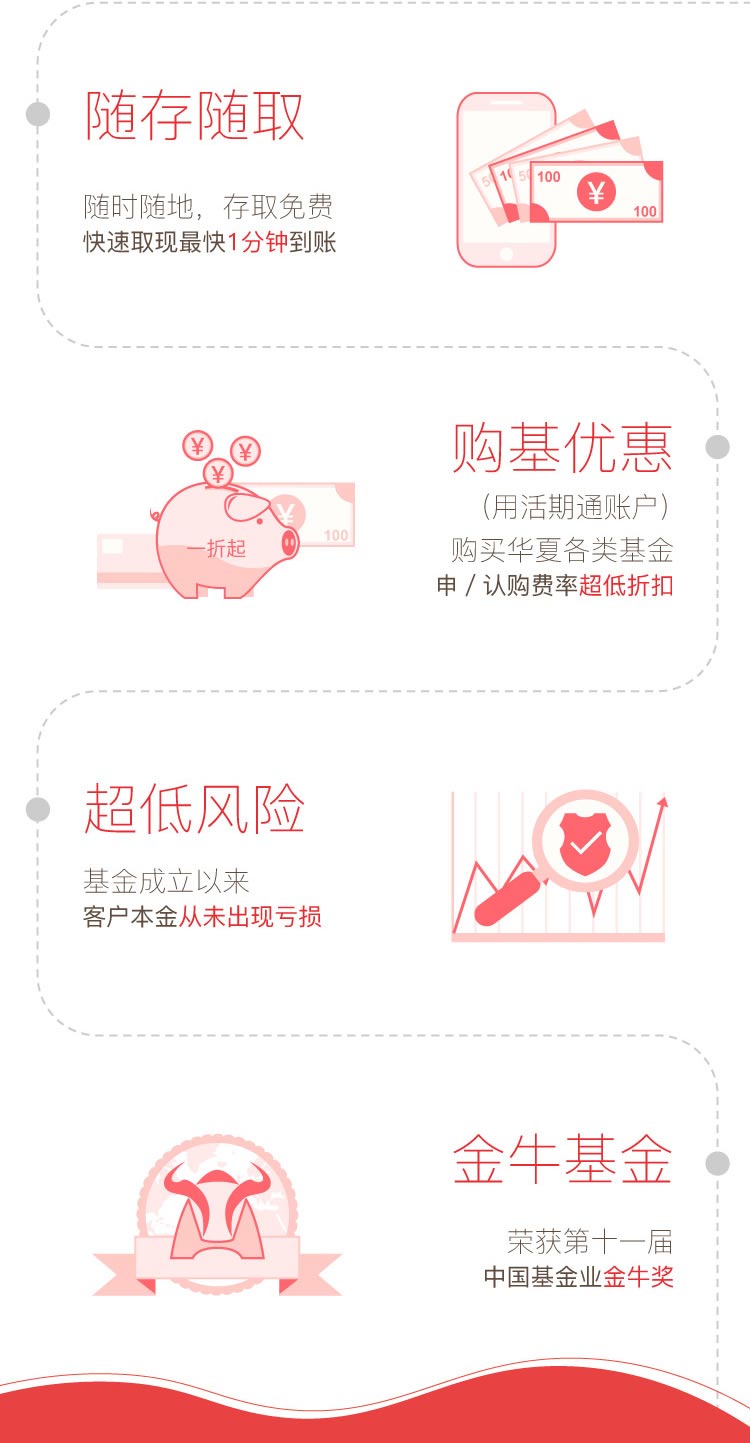 随存随取
随时随地，存取免费
快速取现最快1分钟到账
50
10
50
100
¥
100
购基优惠
（用活期通账户）
购买华夏各类基金
申 / 认购费率超低折扣
¥
¥
¥
¥
100
一折起
超低风险
基金成立以来
客户本金从未出现亏损
金牛基金
荣获第十一届
中国基金业金牛奖